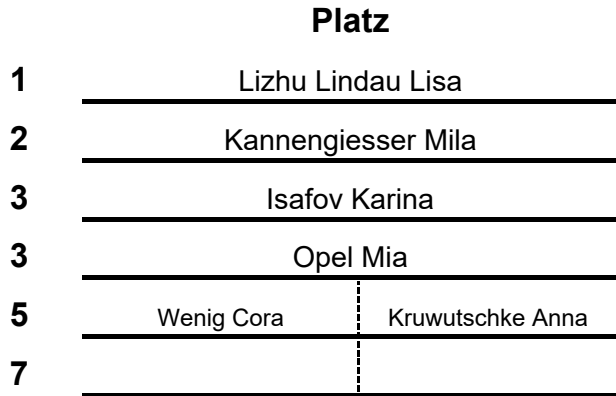 Platz
1 Lizhu Lindau Lisa
2 Kannengiesser Mila
3 Isafov Karina
3 Opel Mia
5 Wenig Cora Kruwutschke Anna
7